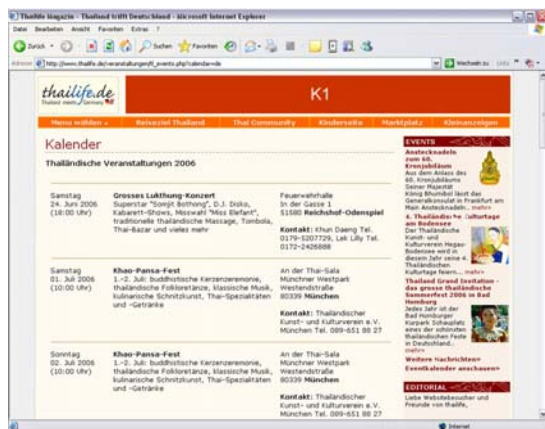 Thailife Magazin - Thailand trifft Deutschland - Microsoft Internet Explorer
Datei Bearbeiten Ansicht Favoriten Extras ?
Zurück Suchen Favoriten
Adresse http://www.thailife.de/veranstaltungen/tl_events.php?calendar=de Wechseln zu Links
thailife.de
Thailand meets Germany
K1
Menu wählen Reiseziel Thailand Thai Community Kinderseite Marktplatz Kleinanzeigen
Kalender
Thailändische Veranstaltungen 2006
Samstag
24. Juni 2006
(18:00 Uhr)
Grosses Lukthung-Konzert
Superstar "Somjit Bothong", D.J. Disko,
Kabarett-Shows, Misswahl "Miss Elefant",
traditionelle thailändische Massage, Tombola,
Thai-Bazar und vieles mehr
Feuerwehrhalle
In der Gasse 1
51580 Reichshof-Odenspiel
Kontakt: Khun Daeng Tel.
0179-5207729, Lek Lilly Tel.
0172-2426888
Samstag
01. Juli 2006
(10:00 Uhr)
Khao-Pansa-Fest
1.-2. Juli: buddhistische Kerzenzeremonie,
thailändische Folkloretänze, klassische Musik,
kulinarische Schnitzkunst, Thai-Spezialitäten
und -Getränke
An der Thai-Sala
Münchner Westpark
Westendstraße
80339 München
Kontakt: Thailändischer
Kunst- und Kulturverein e.V.
München Tel. 089-651 88 27
Sonntag
02. Juli 2006
(10:00 Uhr)
Khao-Pansa-Fest
1.-2. Juli: buddhistische Kerzenzeremonie,
thailändische Folkloretänze, klassische Musik,
kulinarische Schnitzkunst, Thai-Spezialitäten
und -Getränke
An der Thai-Sala
Münchner Westpark
Westendstraße
80339 München
Kontakt: Thailändischer
Kunst- und Kulturverein e.V.
München Tel. 089-651 88 27
EVENTS
Anstecknadeln
zum 60.
Kronjubiläum
Aus dem Anlass des
60. Kronjubiläums
Seiner Majestät
König Bhumibol lässt das
Generalkonsulat in Frankfurt am
Main Anstecknadeln... mehr»
4. Thailändische Kulturtage
am Bodensee
Der Thailändische
Kunst- und
Kulturverein Hegau-
Bodensee wird in
diesem Jahr seine 4.
Thailändischen
Kulturtage feiern... mehr»
Thailand Grand Invitation -
das grosse thailändische
Sommerfest 2006 in Bad
Homburg
Jedes Jahr ist der
Bad Homburger
Kurpark Schauplatz
eines der schönsten
thailändischen Feste
in Deutschland..
mehr»
Weitere Nachrichten»
Eventkalender anschauen»
EDITORIAL
Liebe Websitebesucher und
Freunde von thailife,
Internet